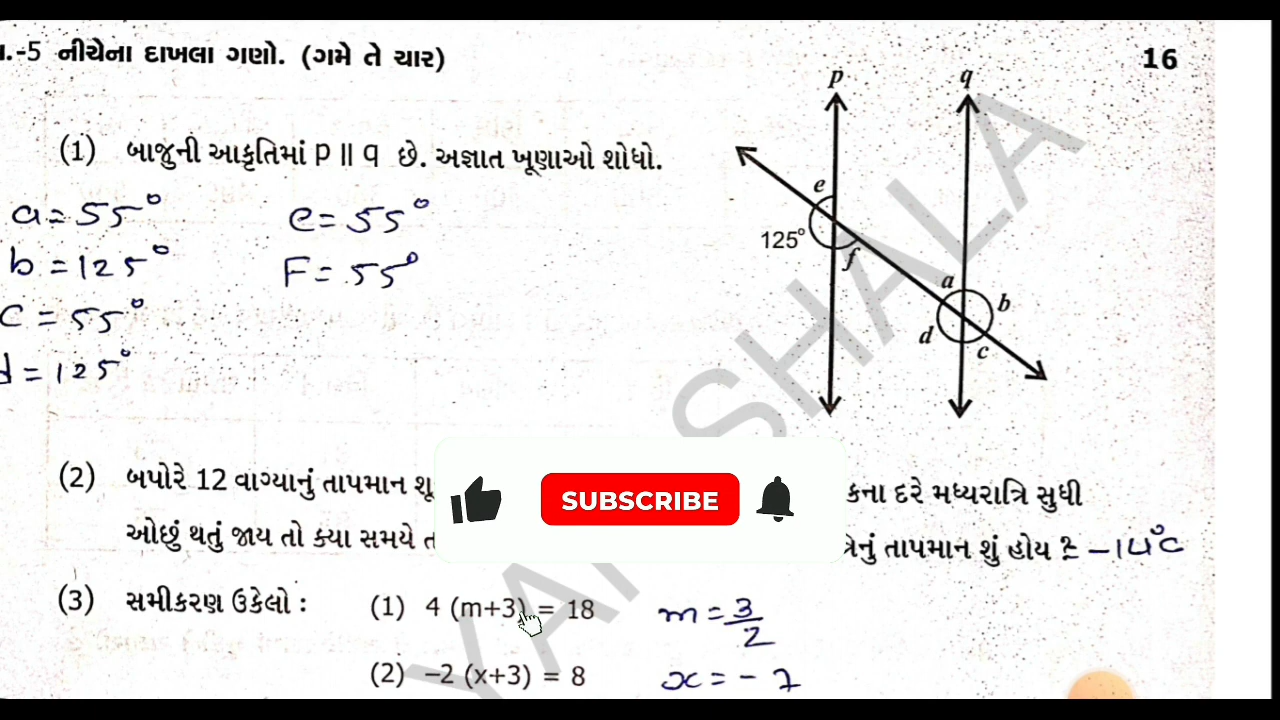 -5 નીચેના દાખલા ગણો. (ગમે તે ચાર) 16
(1) બાજુની આકૃતિમાં p || q છે. અજ્ઞાત ખૂણાઓ શોધો.
a = 55° e = 55°
b = 125° F = 55°
c = 55°
d = 125°
p q
e
125°
f
a
b
d
c
YAN SHALA
(2) બપોરે 12 વાગ્યાનું તાપમાન કના દરે મધ્યરાત્રિ સુધી
ઓછું થતું જાય તો ક્યા સમયે તાપમાન શું હોય ? -14°C
SUBSCRIBE
(3) સમીકરણ ઉકેલો : (1) 4 (m+3) = 18 m = 3/2
(2) –2 (x+3) = 8 x = - 7